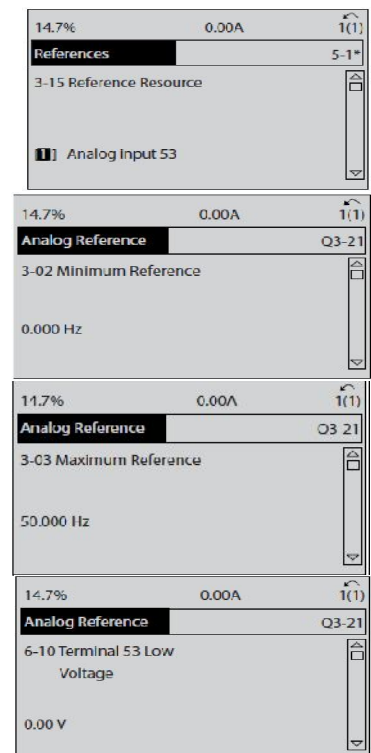 14.7% 0.00A 1(1)
References 5-1*
3-15 Reference Resource
[1] Analog input 53
14.7% 0.00A 1(1)
Analog Reference Q3-21
3-02 Minimum Reference
0.000 Hz
14.7% 0.00A 1(1)
Analog Reference Q3-21
3-03 Maximum Reference
50.000 Hz
14.7% 0.00A 1(1)
Analog Reference Q3-21
6-10 Terminal 53 Low
Voltage
0.00 V